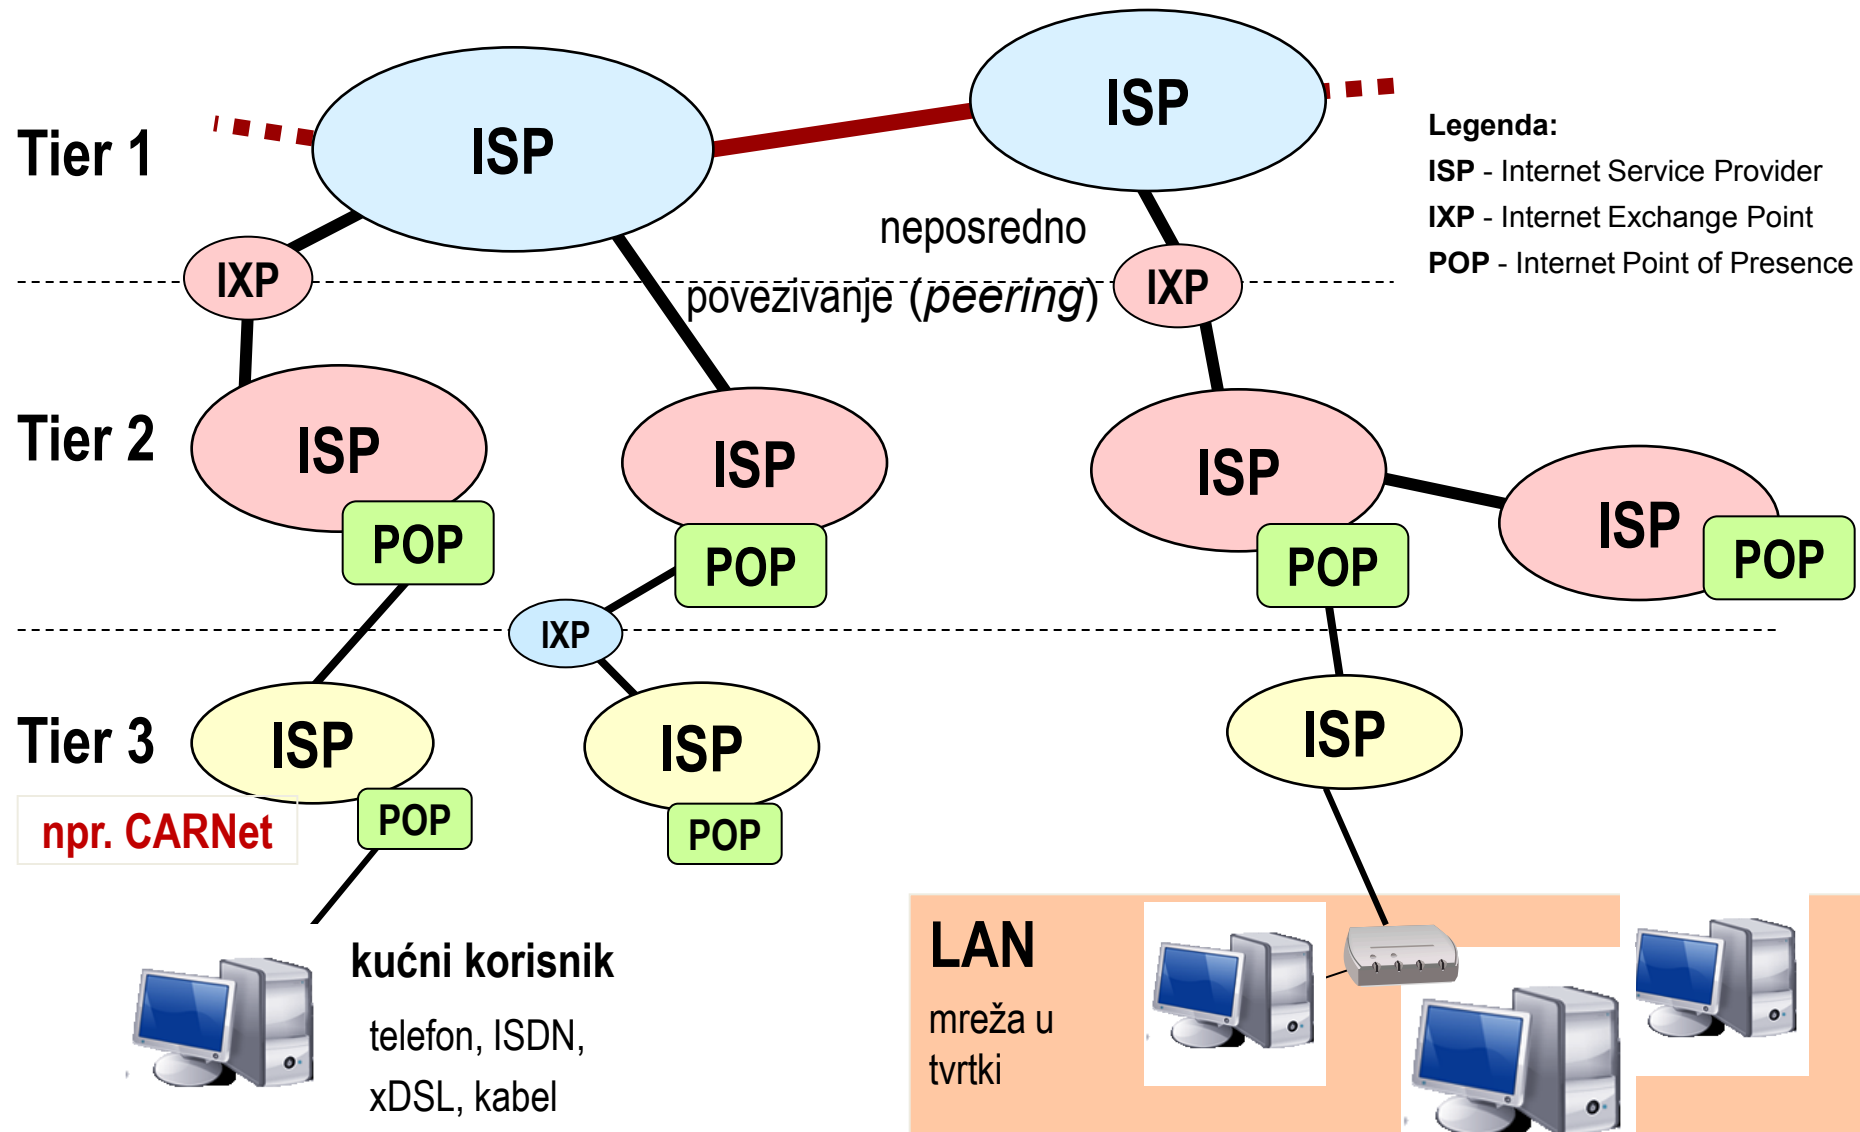 ISP
ISP
Tier 1
Legenda:
ISP - Internet Service Provider
IXP - Internet Exchange Point
POP - Internet Point of Presence
neposredno
povezivanje (peering)
IXP
IXP
Tier 2
ISP
ISP
ISP
ISP
POP
POP
POP
POP
IXP
Tier 3
ISP
ISP
ISP
POP
POP
npr. CARNet
kućni korisnik
telefon, ISDN,
xDSL, kabel
LAN
mreža u
tvrtki